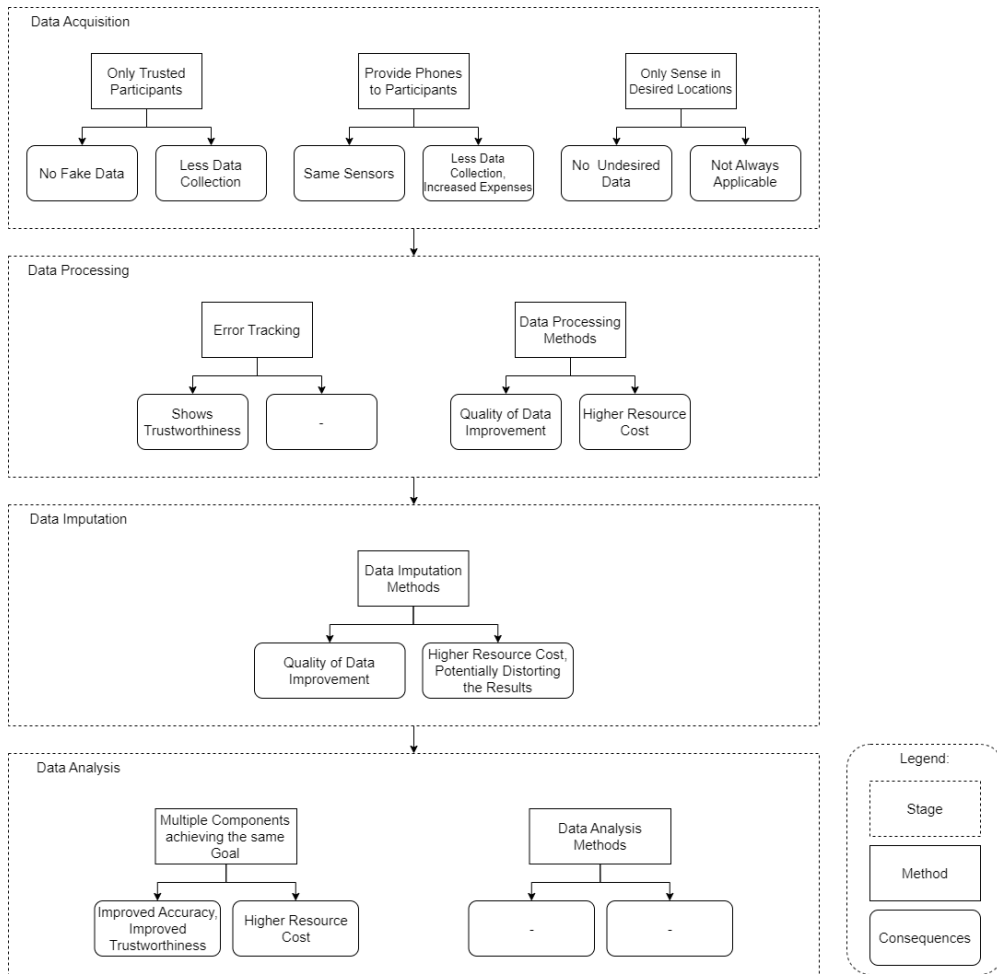 Data Acquisition
Only Trusted
Participants
Provide Phones
to Participants
Only Sense in
Desired Locations
No Fake Data
Less Data
Collection
Same Sensors
Less Data
Collection,
Increased Expenses
No Undesired
Data
Not Always
Applicable
Data Processing
Error Tracking
Data Processing
Methods
Shows
Trustworthiness
-
Quality of Data
Improvement
Higher Resource
Cost
Data Imputation
Data Imputation
Methods
Quality of Data
Improvement
Higher Resource Cost,
Potentially Distorting
the Results
Data Analysis
Multiple Components
achieving the same
Goal
Data Analysis
Methods
Improved Accuracy,
Improved
Trustworthiness
Higher Resource
Cost
-
-
Legend:
Stage
Method
Consequences